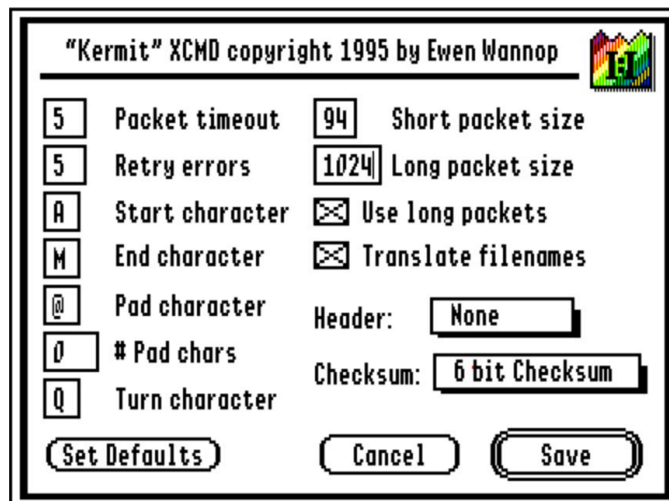 “Kermit” XCMD copyright 1995 by Ewen Wannop
5 Packet timeout
5 Retry errors
A Start character
M End character
@ Pad character
0 # Pad chars
Q Turn character
94 Short packet size
1024 Long packet size
Use long packets
Translate filenames
Header: None
Checksum: 6 bit Checksum
Set Defaults
Cancel
Save